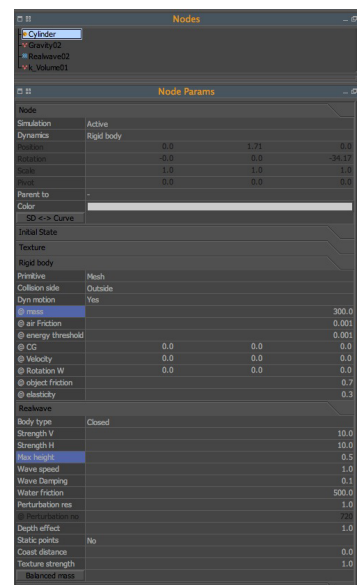 Nodes
Cylinder
Gravity02
Realwave02
k_Volume01
Node Params
Node
Simulation Active
Dynamics Rigid body
Position 0.0 1.71 0.0
Rotation -0.0 0.0 -34.17
Scale 1.0 1.0 1.0
Pivot 0.0 0.0 0.0
Parent to -
Color
SD <-> Curve
Initial State
Texture
Rigid body
Primitive Mesh
Collision side Outside
Dyn motion Yes
@ mass 300.0
@ air Friction 0.001
@ energy threshold 0.001
@ CG 0.0 0.0 0.0
@ Velocity 0.0 0.0 0.0
@ Rotation W 0.0 0.0 0.0
@ object friction 0.7
@ elasticity 0.3
Realwave
Body type Closed
Strength V 10.0
Strength H 10.0
Max height 0.5
Wave speed 1.0
Wave Damping 0.1
Water friction 500.0
Perturbation res 1.0
@ Perturbation no 720
Depth effect 1.0
Static points No
Coast distance 0.0
Texture strength 1.0
Balanced mass